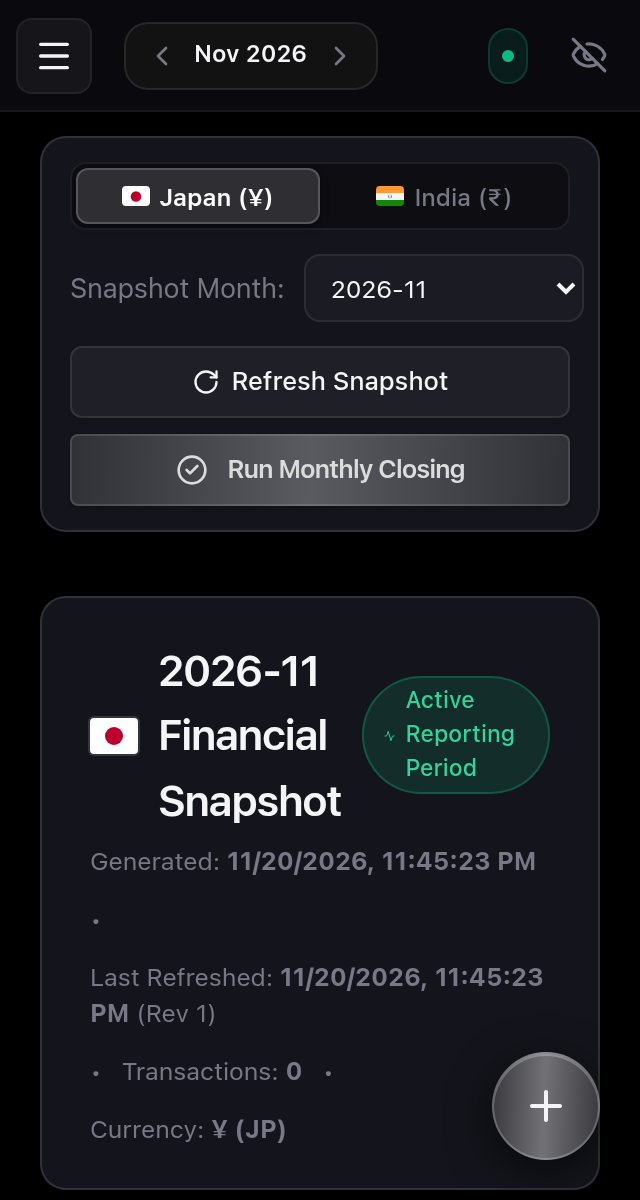 Nov 2026
Japan (¥)
India (₹)
Snapshot Month:
2026-11
Refresh Snapshot
Run Monthly Closing
2026-11
Financial
Snapshot
Active
Reporting
Period
Generated: 11/20/2026, 11:45:23 PM
•
Last Refreshed: 11/20/2026, 11:45:23
PM (Rev 1)
• Transactions: 0 •
Currency: ¥ (JP)